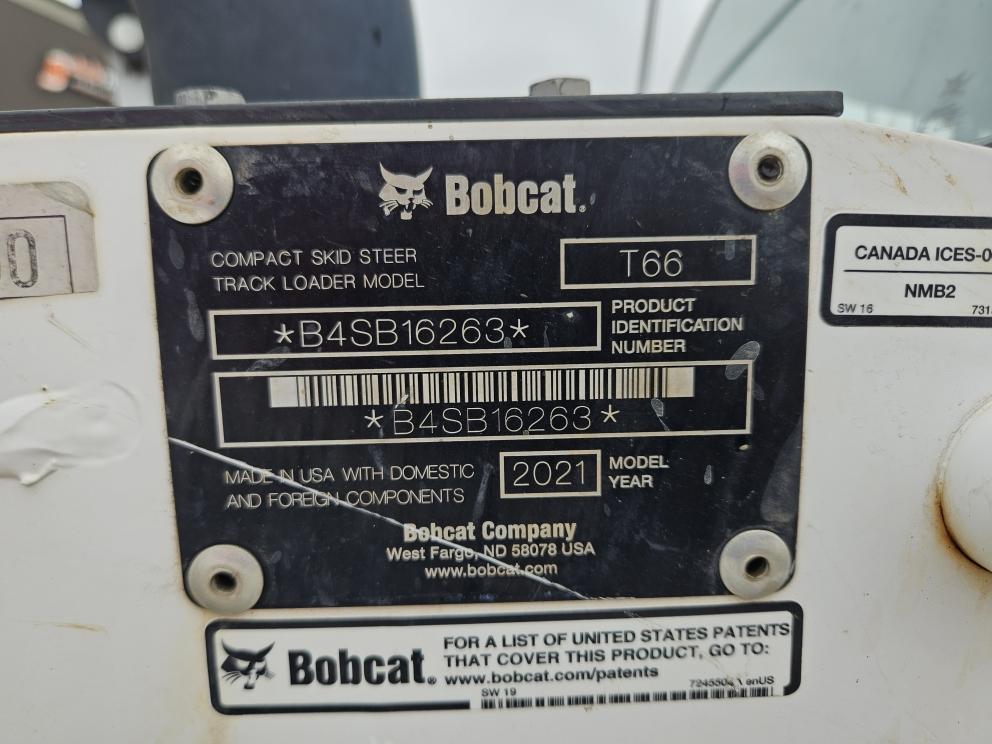 Bobcat®
COMPACT SKID STEER
TRACK LOADER MODEL
T66
*B4SB16263*
PRODUCT
IDENTIFICATION
NUMBER
*B4SB16263*
MADE IN USA WITH DOMESTIC
AND FOREIGN COMPONENTS
2021
MODEL
YEAR
Bobcat Company
West Fargo, ND 58078 USA
www.bobcat.com
CANADA ICES-0
NMB2
SW 16
731
Bobcat®
FOR A LIST OF UNITED STATES PATENTS
THAT COVER THIS PRODUCT, GO TO:
www.bobcat.com/patents
SW 19
enUS